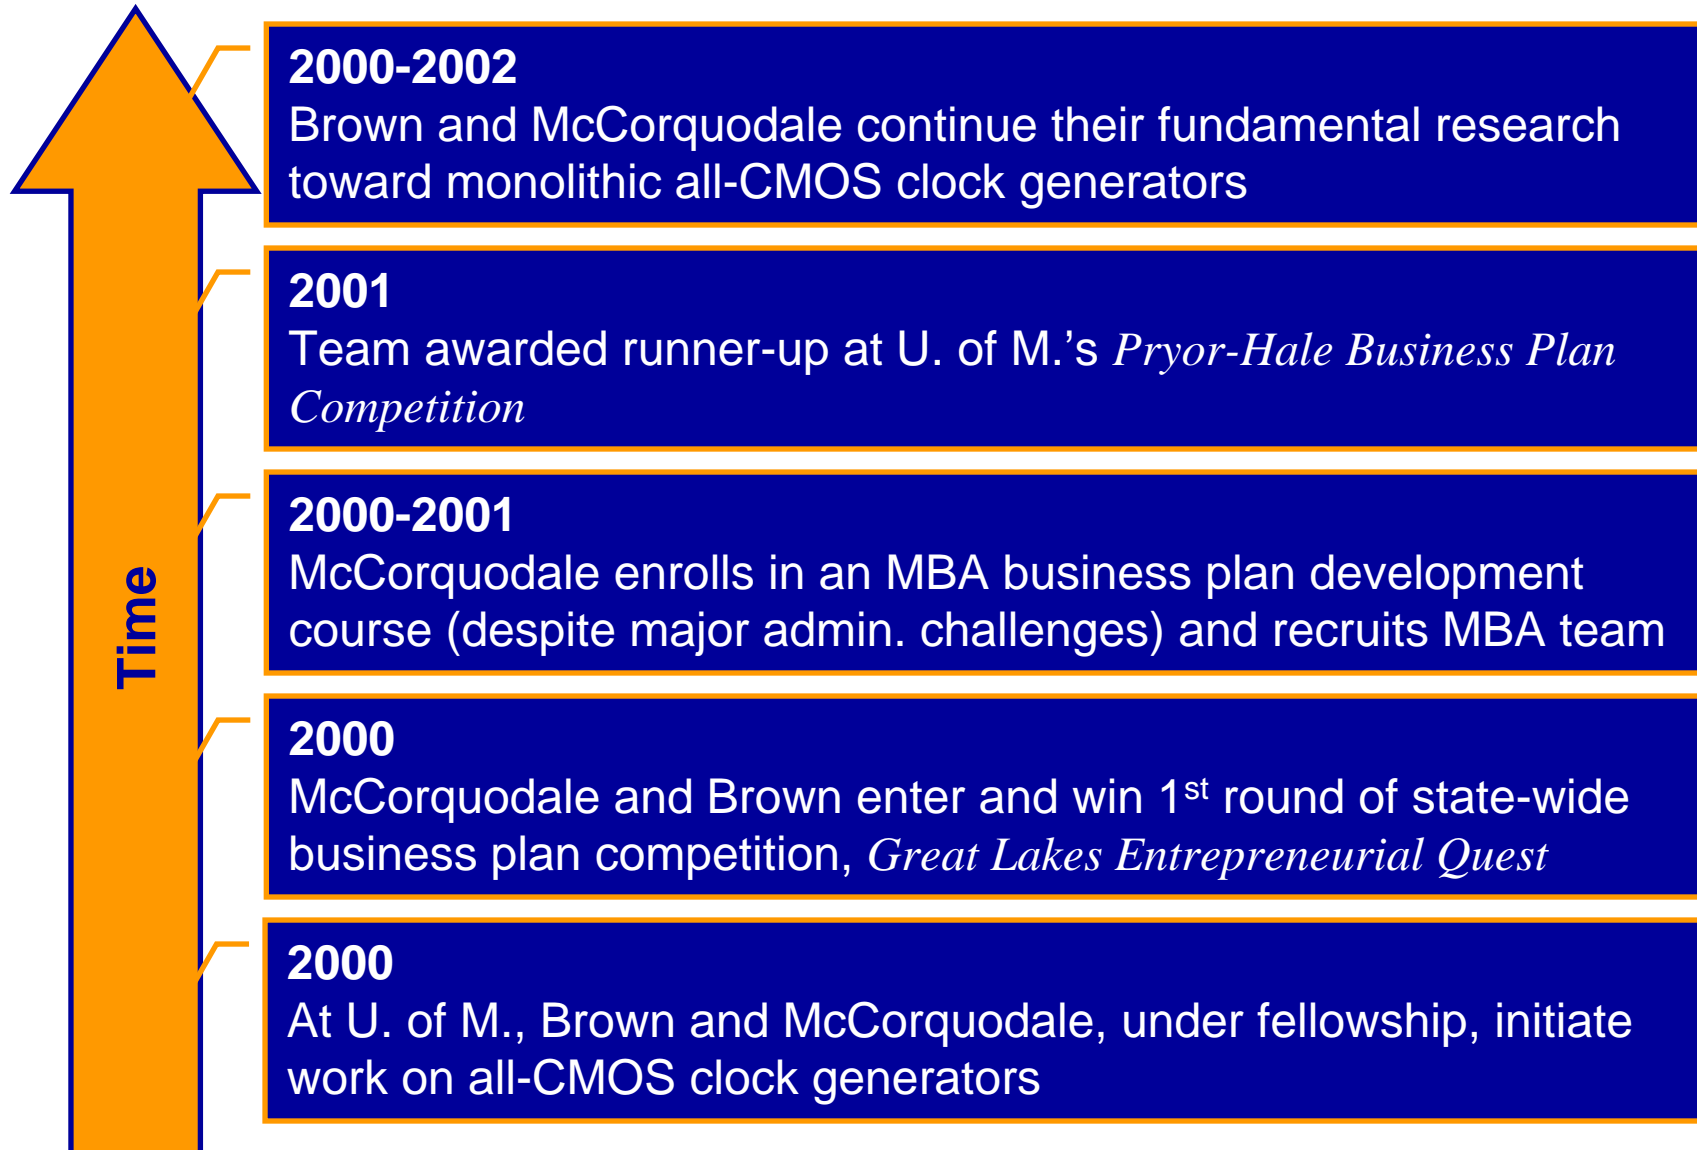 2000-2002
Brown and McCorquodale continue their fundamental research
toward monolithic all-CMOS clock generators
2001
Team awarded runner-up at U. of M.’s Pryor-Hale Business Plan
Competition
2000-2001
McCorquodale enrolls in an MBA business plan development
course (despite major admin. challenges) and recruits MBA team
Time
2000
McCorquodale and Brown enter and win 1st round of state-wide
business plan competition, Great Lakes Entrepreneurial Quest
2000
At U. of M., Brown and McCorquodale, under fellowship, initiate
work on all-CMOS clock generators